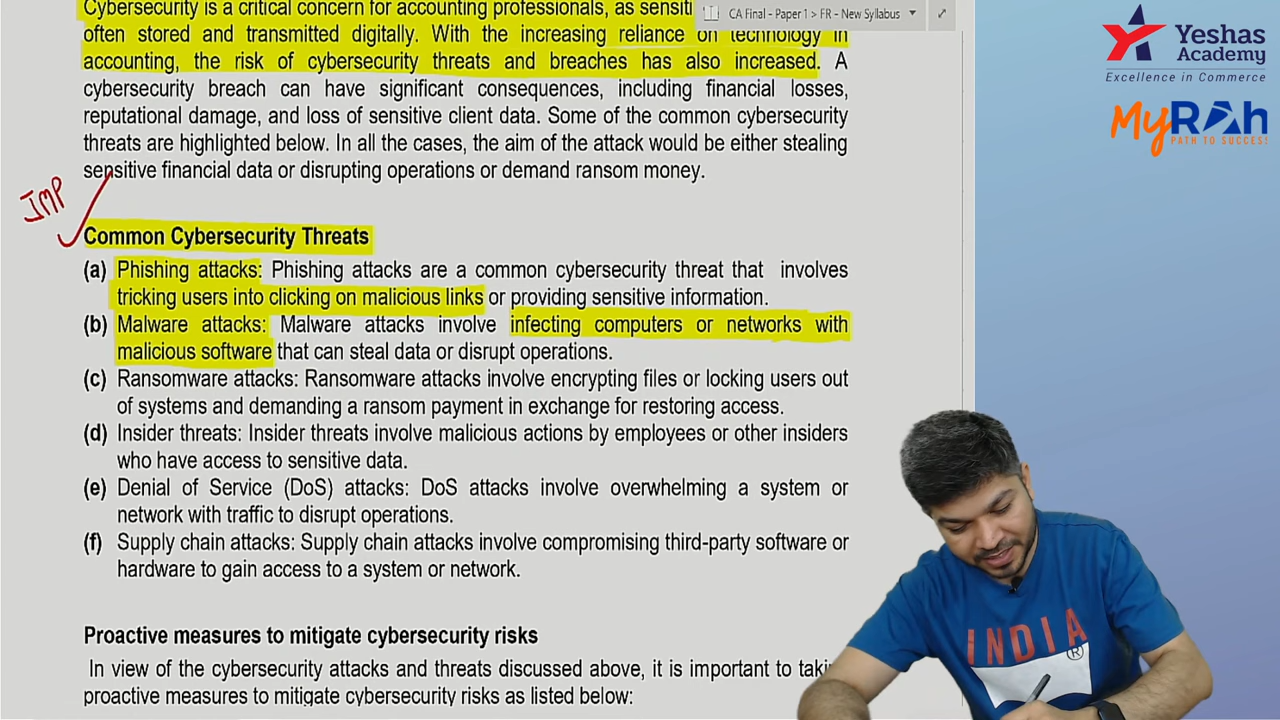 Cybersecurity is a critical concern for accounting professionals, as sensiti
often stored and transmitted digitally. With the increasing reliance on technology in
accounting, the risk of cybersecurity threats and breaches has also increased. A
cybersecurity breach can have significant consequences, including financial losses,
reputational damage, and loss of sensitive client data. Some of the common cybersecurity
threats are highlighted below. In all the cases, the aim of the attack would be either stealing
sensitive financial data or disrupting operations or demand ransom money.
IMP
Common Cybersecurity Threats
(a) Phishing attacks: Phishing attacks are a common cybersecurity threat that involves
tricking users into clicking on malicious links or providing sensitive information.
(b) Malware attacks: Malware attacks involve infecting computers or networks with
malicious software that can steal data or disrupt operations.
(c) Ransomware attacks: Ransomware attacks involve encrypting files or locking users out
of systems and demanding a ransom payment in exchange for restoring access.
(d) Insider threats: Insider threats involve malicious actions by employees or other insiders
who have access to sensitive data.
(e) Denial of Service (DoS) attacks: DoS attacks involve overwhelming a system or
network with traffic to disrupt operations.
(f) Supply chain attacks: Supply chain attacks involve compromising third-party software or
hardware to gain access to a system or network.
Proactive measures to mitigate cybersecurity risks
In view of the cybersecurity attacks and threats discussed above, it is important to taki
proactive measures to mitigate cybersecurity risks as listed below:
CA Final - Paper 1 > FR - New Syllabus
Yeshas
Academy
Excellence in Commerce
MyRAh
PATH TO SUCCESS
INDIA
®